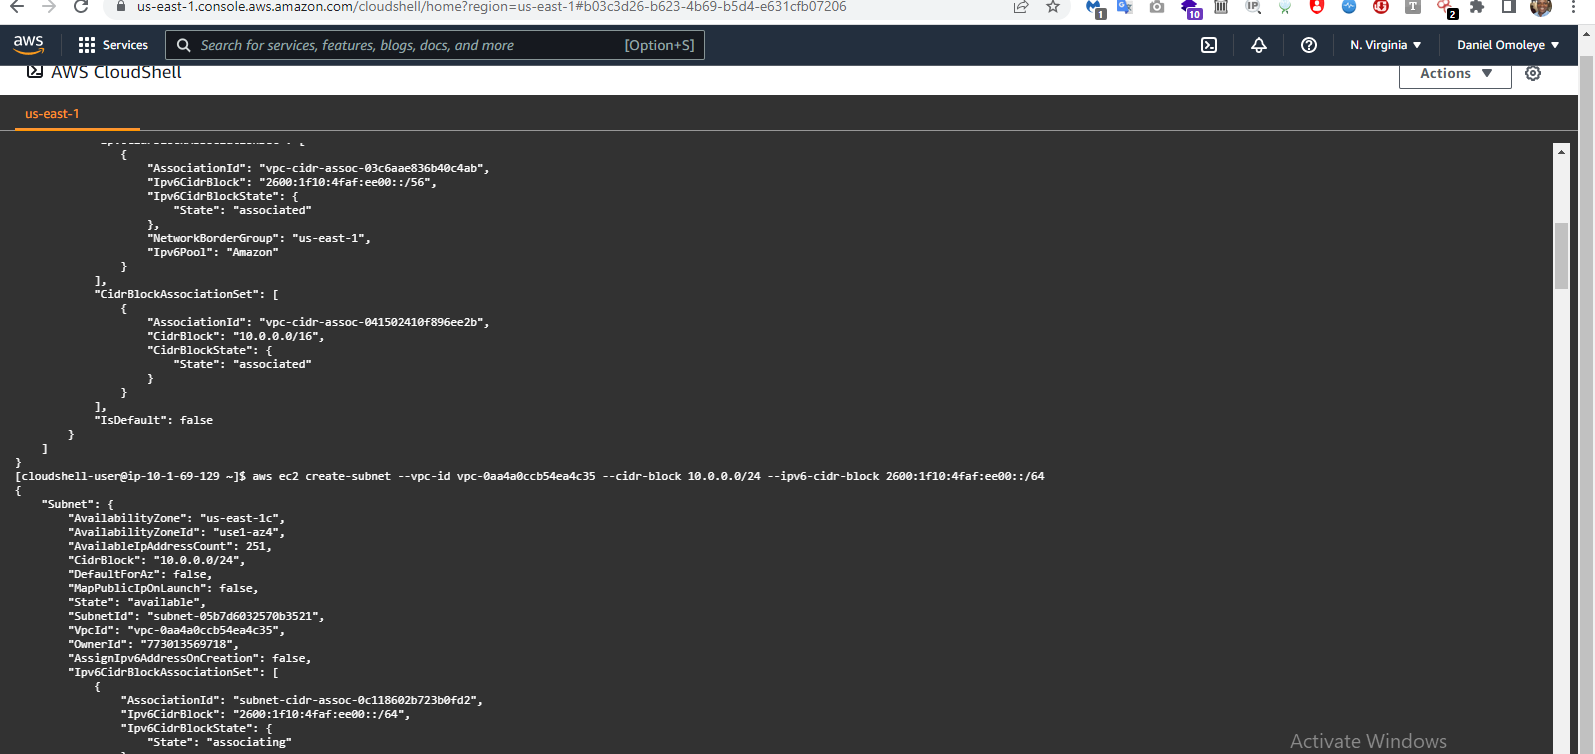 us-east-1.console.aws.amazon.com/cloudshell/home?region=us-east-1#b03c3d26-b623-4b69-b5d4-e631cfb07206
1
10
IP
T
2
aws
Services
Search for services, features, blogs, docs, and more
[Option+S]
N. Virginia
Daniel Omoleye
AWS CloudShell
Actions
us-east-1
{
"AssociationId": "vpc-cidr-assoc-03c6aae836b40c4ab",
"Ipv6CidrBlock": "2600:1f10:4faf:ee00::/56",
"Ipv6CidrBlockState": {
"State": "associated"
},
"NetworkBorderGroup": "us-east-1",
"Ipv6Pool": "Amazon"
}
],
"CidrBlockAssociationSet": [
{
"AssociationId": "vpc-cidr-assoc-041502410f896ee2b",
"CidrBlock": "10.0.0.0/16",
"CidrBlockState": {
"State": "associated"
}
}
],
"IsDefault": false
}
]
}
[cloudshell-user@ip-10-1-69-129 ~]$ aws ec2 create-subnet --vpc-id vpc-0aa4a0ccb54ea4c35 --cidr-block 10.0.0.0/24 --ipv6-cidr-block 2600:1f10:4faf:ee00::/64
{
"Subnet": {
"AvailabilityZone": "us-east-1c",
"AvailabilityZoneId": "use1-az4",
"AvailableIpAddressCount": 251,
"CidrBlock": "10.0.0.0/24",
"DefaultForAz": false,
"MapPublicIpOnLaunch": false,
"State": "available",
"SubnetId": "subnet-05b7d6032570b3521",
"VpcId": "vpc-0aa4a0ccb54ea4c35",
"OwnerId": "773013569718",
"AssignIpv6AddressOnCreation": false,
"Ipv6CidrBlockAssociationSet": [
{
"AssociationId": "subnet-cidr-assoc-0c118602b723b0fd2",
"Ipv6CidrBlock": "2600:1f10:4faf:ee00::/64",
"Ipv6CidrBlockState": {
"State": "associating"
Activate Windows